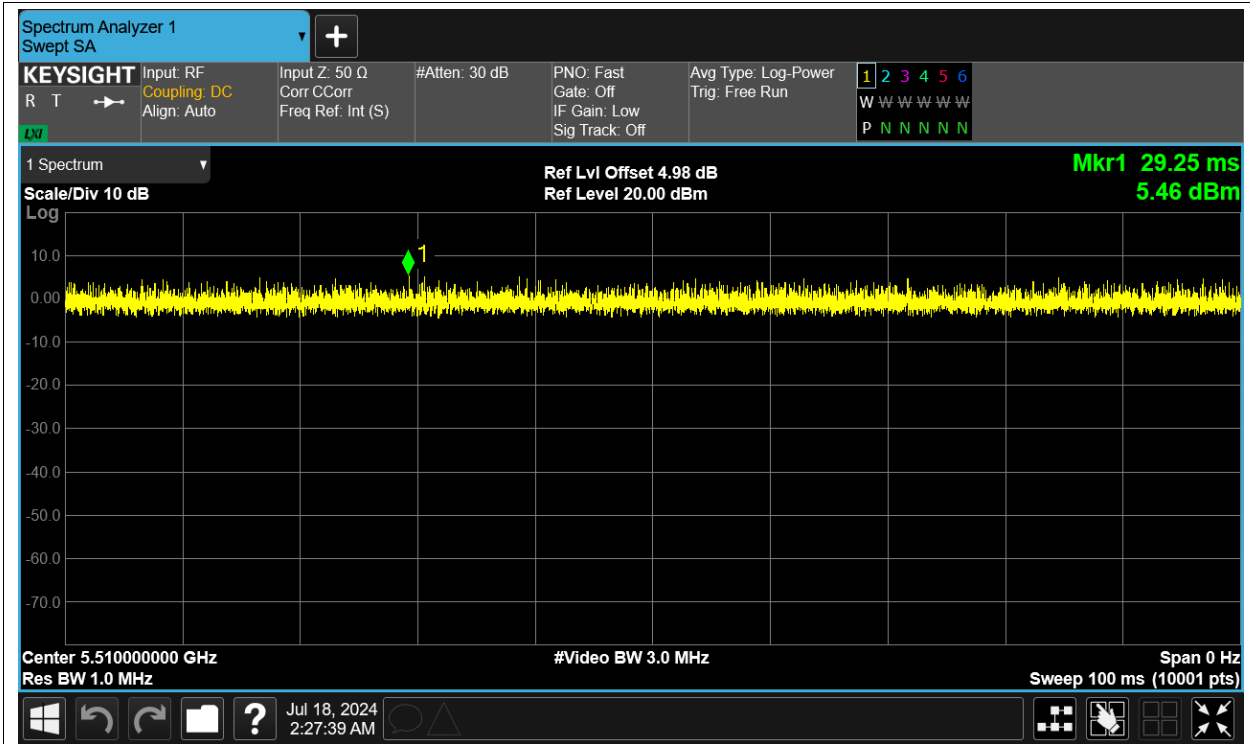 Spectrum Analyzer 1
Swept SA
KEYSIGHT
R T
LXI
Input: RF
Coupling: DC
Align: Auto
Input Z: 50 Ω
Corr CCorr
Freq Ref: Int (S)
#Atten: 30 dB
PNO: Fast
Gate: Off
IF Gain: Low
Sig Track: Off
Avg Type: Log-Power
Trig: Free Run
1 2 3 4 5 6
W W W W W W
P N N N N N
1 Spectrum
Scale/Div 10 dB
Ref Lvl Offset 4.98 dB
Ref Level 20.00 dBm
Mkr1 29.25 ms
5.46 dBm
Log
1
10.0
0.00
-10.0
-20.0
-30.0
-40.0
-50.0
-60.0
-70.0
Center 5.510000000 GHz
#Video BW 3.0 MHz
Span 0 Hz
Res BW 1.0 MHz
Sweep 100 ms (10001 pts)
?
Jul 18, 2024
2:27:39 AM